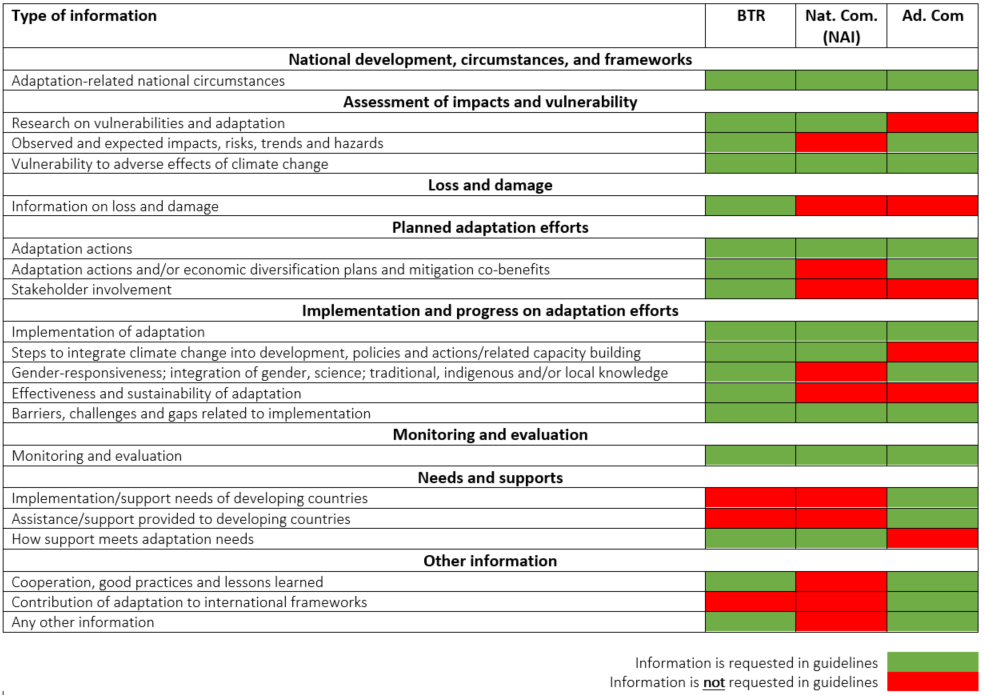 Type of information BTR Nat. Com. Ad. Com
(NAI)
National development, circumstances, and frameworks
Adaptation-related national circumstances
Assessment of impacts and vulnerability
Research on vulnerabilities and adaptation
Observed and expected impacts, risks, trends and hazards
Vulnerability to adverse effects of climate change
Loss and damage
Information on loss and damage
Planned adaptation efforts
Adaptation actions
Adaptation actions and/or economic diversification plans and mitigation co-benefits
Stakeholder involvement
Implementation and progress on adaptation efforts
Implementation of adaptation
Steps to integrate climate change into development, policies and actions/related capacity building
Gender-responsiveness; integration of gender, science; traditional, indigenous and/or local knowledge
Effectiveness and sustainability of adaptation
Barriers, challenges and gaps related to implementation
Monitoring and evaluation
Monitoring and evaluation
Needs and supports
Implementation/support needs of developing countries
Assistance/support provided to developing countries
How support meets adaptation needs
Other information
Cooperation, good practices and lessons learned
Contribution of adaptation to international frameworks
Any other information
Information is requested in guidelines
Information is not requested in guidelines